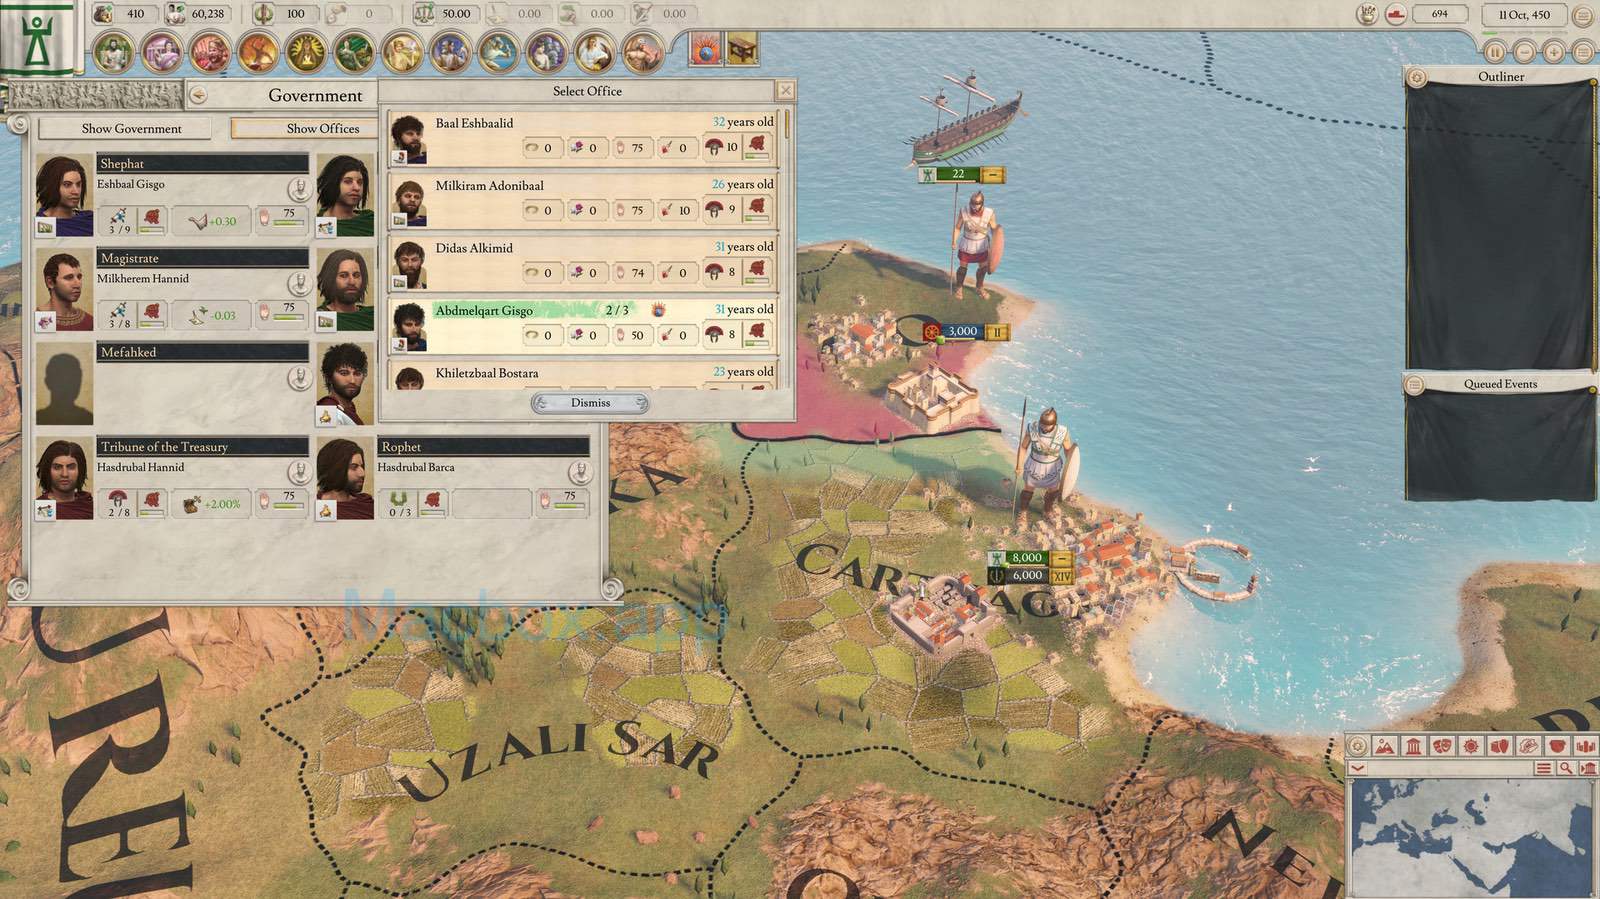 410
60,238
100
0
50.00
0.00
0.00
0.00
694
11 Oct, 450
Government
Show Government
Show Offices
Shephat
Eshbaal Gisgo
3 / 9
+0.30
75
Magistrate
Milkherem Hannid
3 / 8
-0.03
75
Mefahked
Tribune of the Treasury
Hasdrubal Hannid
2 / 8
+2.00%
75
Rophet
Hasdrubal Barca
0 / 3
75
Select Office
Baal Eshbaalid
32 years old
0
0
75
0
10
Milkiram Adonibaal
26 years old
0
0
75
10
9
Didas Alkimid
31 years old
0
0
74
0
8
Abdmelqart Gisgo
2 / 3
31 years old
0
0
50
0
8
Khiletzbaal Bostara
23 years old
Dismiss
Outliner
Queued Events
22
3,000
II
8,000
6,000
XIV
UZALI SAR
Macbox.app